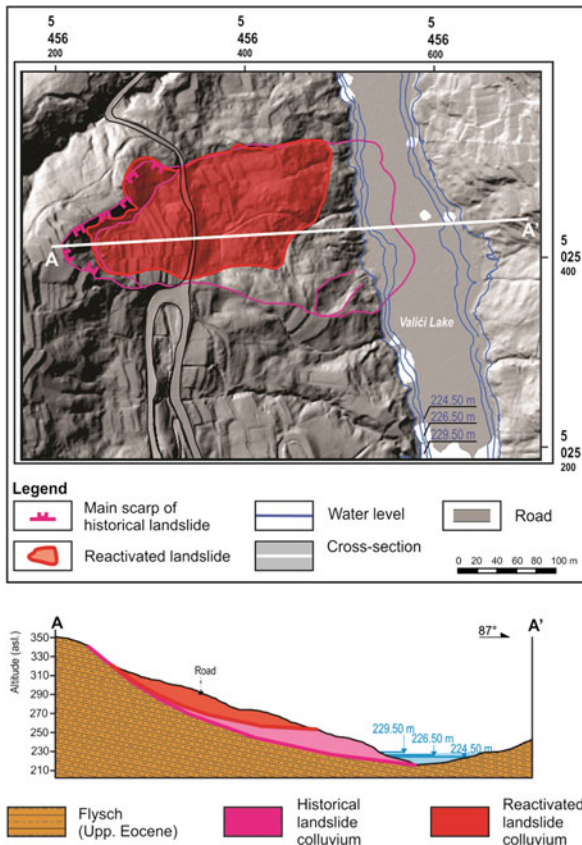 5
456
200
400
5
456
600
A
A'
5
025
400
Valići Lake
224.50 m
226.50 m
229.50 m
5
025
200
Legend
Main scarp of
historical landslide
Water level
Road
Reactivated landslide
Cross-section
0 20 40 60 80 100 m
A
A'
87°
Altitude (asl.)
350
330
310
290
270
250
230
210
Road
229.50 m
226.50 m
224.50 m
Flysch
(Upp. Eocene)
Historical
landslide
colluvium
Reactivated
landslide
colluvium